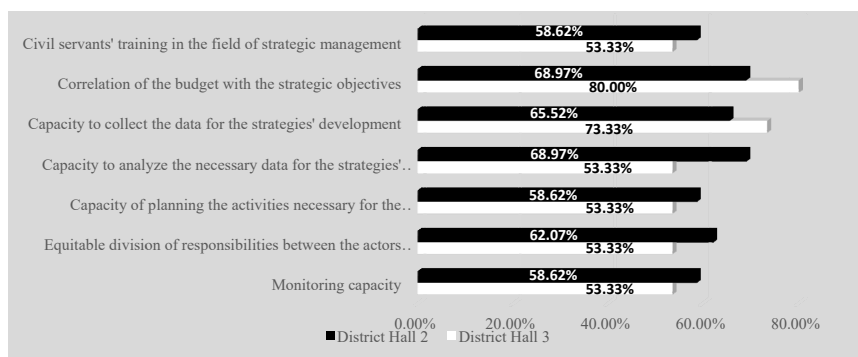 58.62%
Civil servants' training in the field of strategic management
53.33%
68.97%
Correlation of the budget with the strategic objectives
80.00%
65.52%
Capacity to collect the data for the strategies' development
73.33%
68.97%
Capacity to analyze the necessary data for the strategies'..
53.33%
58.62%
Capacity of planning the activities necessary for the..
53.33%
62.07%
Equitable division of responsibilities between the actors..
53.33%
58.62%
Monitoring capacity
53.33%
0.00% 20.00% 40.00% 60.00% 80.00%
District Hall 2 District Hall 3